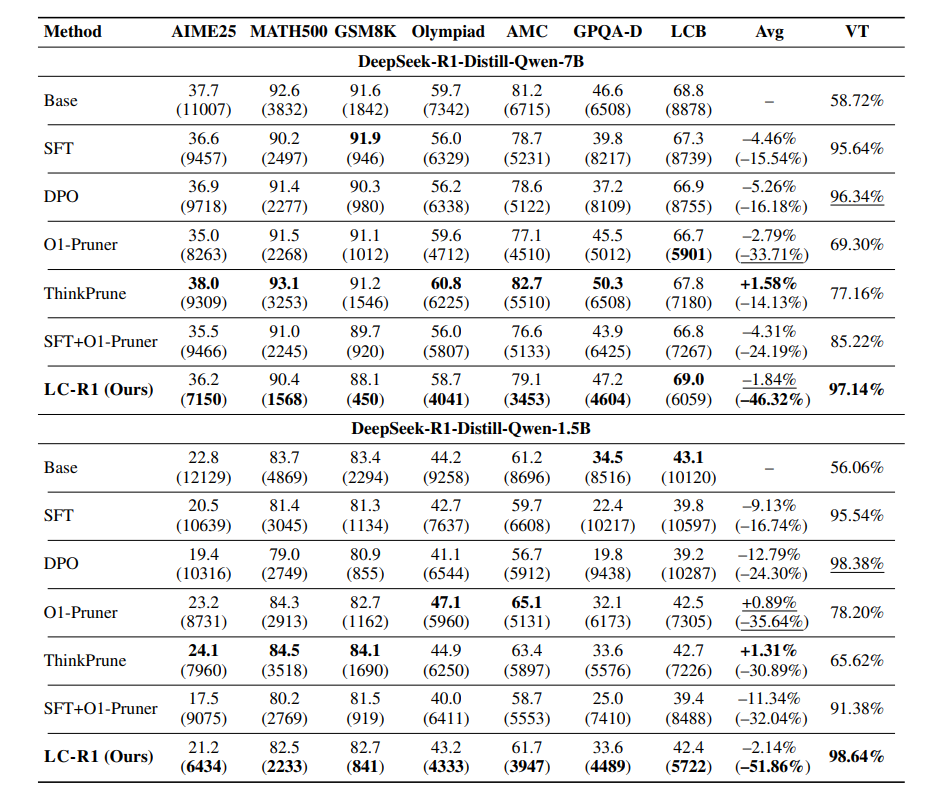 Method AIME25 MATH500 GSM8K Olympiad AMC GPQA-D LCB Avg VT
DeepSeek-R1-Distill-Qwen-7B
Base 37.7 92.6 91.6 59.7 81.2 46.6 68.8 – 58.72%
(11007) (3832) (1842) (7342) (6715) (6508) (8878)
SFT 36.6 90.2 91.9 56.0 78.7 39.8 67.3 –4.46% 95.64%
(9457) (2497) (946) (6329) (5231) (8217) (8739) (–15.54%)
DPO 36.9 91.4 90.3 56.2 78.6 37.2 66.9 –5.26% 96.34%
(9718) (2277) (980) (6338) (5122) (8109) (8755) (–16.18%)
O1-Pruner 35.0 91.5 91.1 59.6 77.1 45.5 66.7 –2.79% 69.30%
(8263) (2268) (1012) (4712) (4510) (5012) (5901) (–33.71%)
ThinkPrune 38.0 93.1 91.2 60.8 82.7 50.3 67.8 +1.58% 77.16%
(9309) (3253) (1546) (6225) (5510) (6508) (7180) (–14.13%)
SFT+O1-Pruner 35.5 91.0 89.7 56.0 76.6 43.9 66.8 –4.31% 85.22%
(9466) (2245) (920) (5807) (5133) (6425) (7267) (–24.19%)
LC-R1 (Ours) 36.2 90.4 88.1 58.7 79.1 47.2 69.0 –1.84% 97.14%
(7150) (1568) (450) (4041) (3453) (4604) (6059) (–46.32%)
DeepSeek-R1-Distill-Qwen-1.5B
Base 22.8 83.7 83.4 44.2 61.2 34.5 43.1 – 56.06%
(12129) (4869) (2294) (9258) (8696) (8516) (10120)
SFT 20.5 81.4 81.3 42.7 59.7 22.4 39.8 –9.13% 95.54%
(10639) (3045) (1134) (7637) (6608) (10217) (10597) (–16.74%)
DPO 19.4 79.0 80.9 41.1 56.7 19.8 39.2 –12.79% 98.38%
(10316) (2749) (855) (6544) (5912) (9438) (10287) (–24.30%)
O1-Pruner 23.2 84.3 82.7 47.1 65.1 32.1 42.5 +0.89% 78.20%
(8731) (2913) (1162) (5960) (5131) (6173) (7305) (–35.64%)
ThinkPrune 24.1 84.5 84.1 44.9 63.4 33.6 42.7 +1.31% 65.62%
(7960) (3518) (1690) (6250) (5897) (5576) (7226) (–30.89%)
SFT+O1-Pruner 17.5 80.2 81.5 40.0 58.7 25.0 39.4 –11.34% 91.38%
(9075) (2769) (919) (6411) (5553) (7410) (8488) (–32.04%)
LC-R1 (Ours) 21.2 82.5 82.7 43.2 61.7 33.6 42.4 –2.14% 98.64%
(6434) (2233) (841) (4333) (3947) (4489) (5722) (–51.86%)